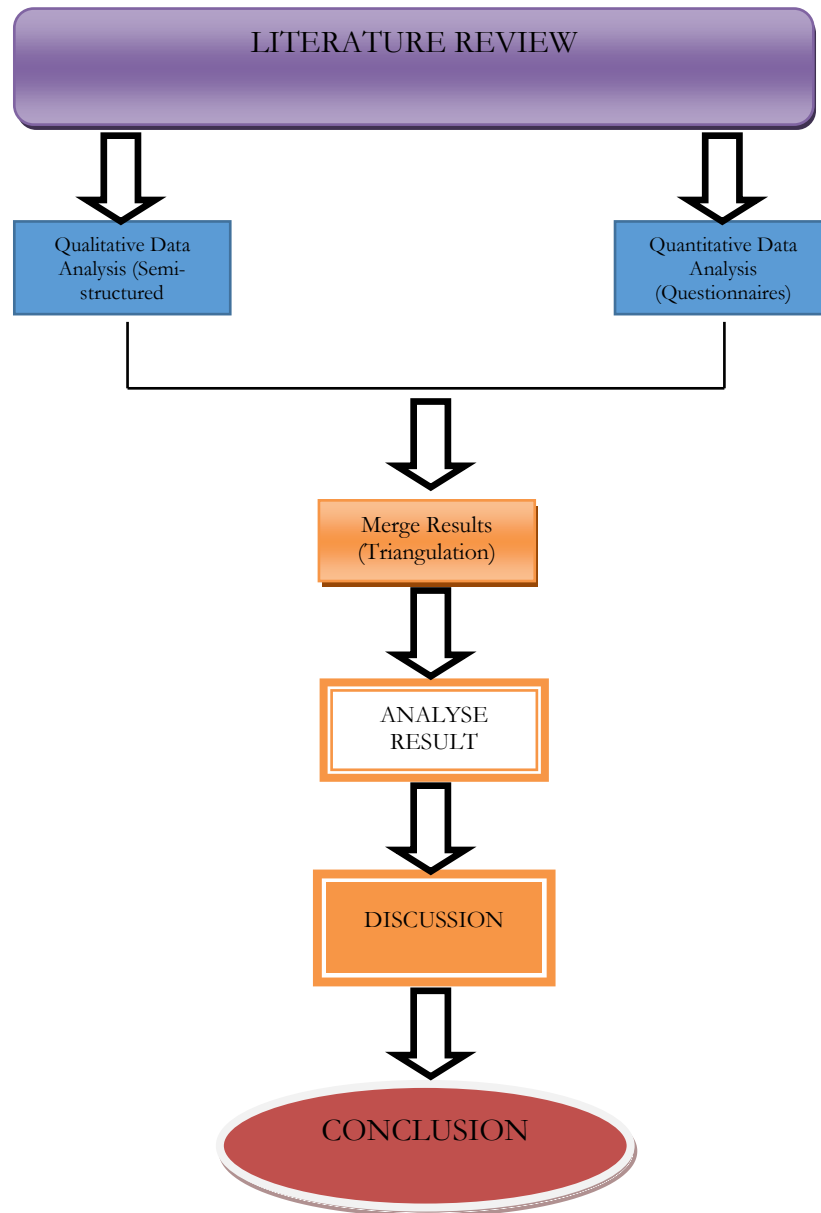 LITERATURE REVIEW
Qualitative Data
Analysis (Semi-
structured
Quantitative Data
Analysis
(Questionnaires)
Merge Results
(Triangulation)
ANALYSE
RESULT
DISCUSSION
CONCLUSION